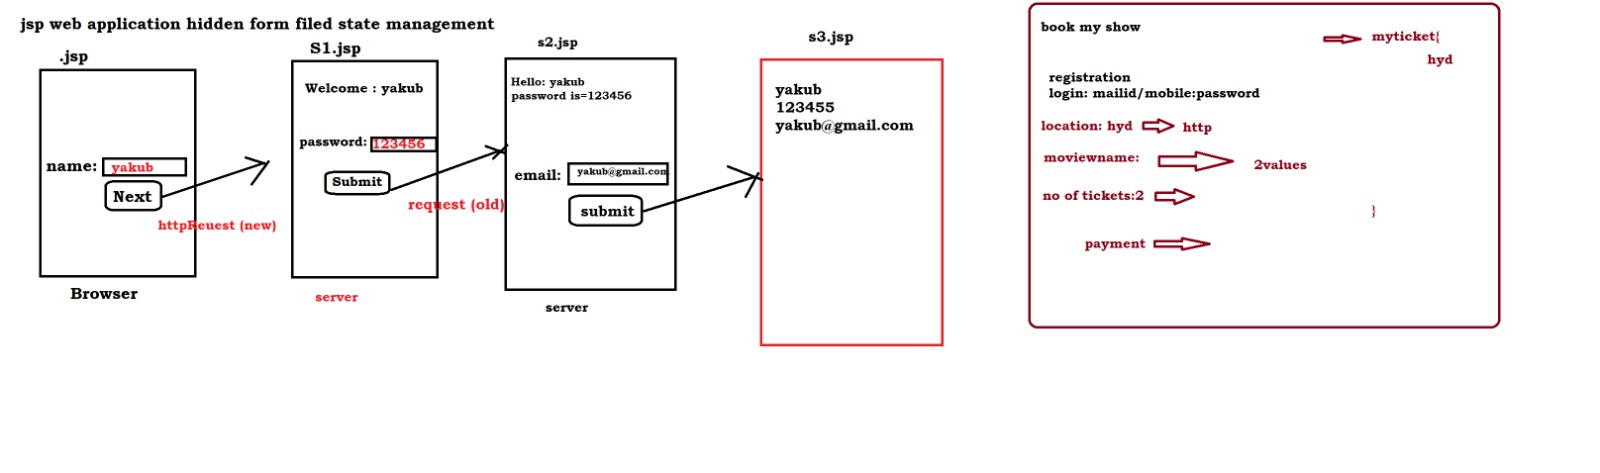 jsp web application hidden form filed state management
.jsp
name: yakub
Next
httpReuest (new)
Browser
S1.jsp
Welcome : yakub
password: 123456
Submit
request (old)
server
s2.jsp
Hello: yakub
password is=123456
email: yakub@gmail.com
submit
server
s3.jsp
yakub
123455
yakub@gmail.com
book my show
registration
login: mailid/mobile:password
location: hyd http
moviename: 2values
no of tickets:2
payment
myticket{
hyd
}